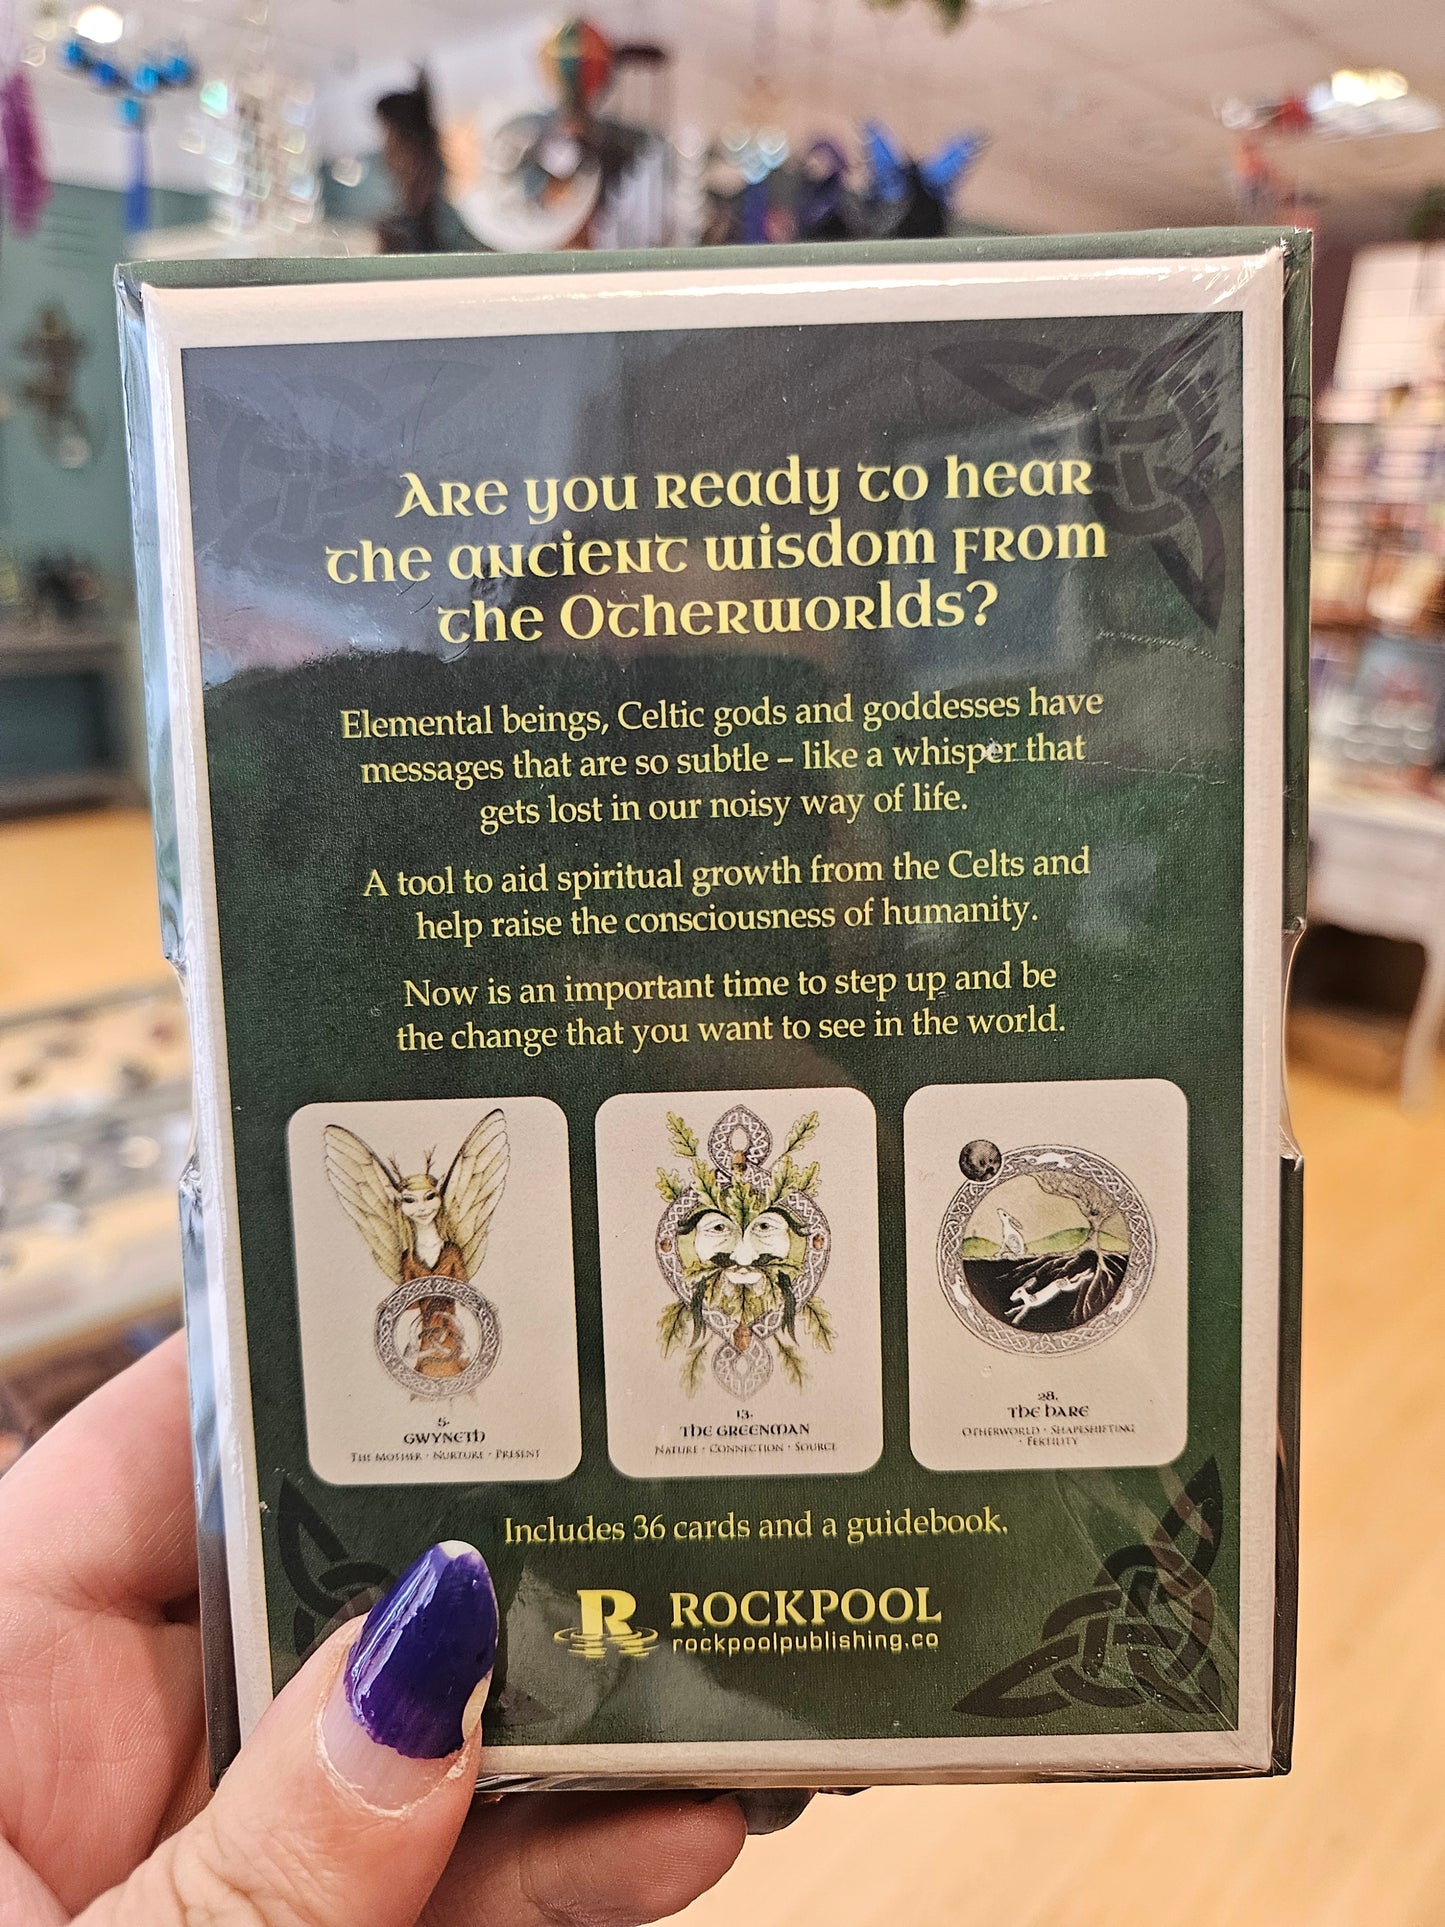 Are you ready to hear
the ancient wisdom from
the Otherworlds?
Elemental beings, Celtic gods and goddesses have
messages that are so subtle – like a whisper that
gets lost in our noisy way of life.
A tool to aid spiritual growth from the Celts and
help raise the consciousness of humanity.
Now is an important time to step up and be
the change that you want to see in the world.
5.
GWYNETH
THE MOTHER · NURTURE · PRESENT
13.
THE GREENMAN
NATURE · CONNECTION · SOURCE
28.
THE HARE
OTHERWORLD · SHAPESHIFTING
· FERTILITY
Includes 36 cards and a guidebook.
R ROCKPOOL
rockpoolpublishing.co